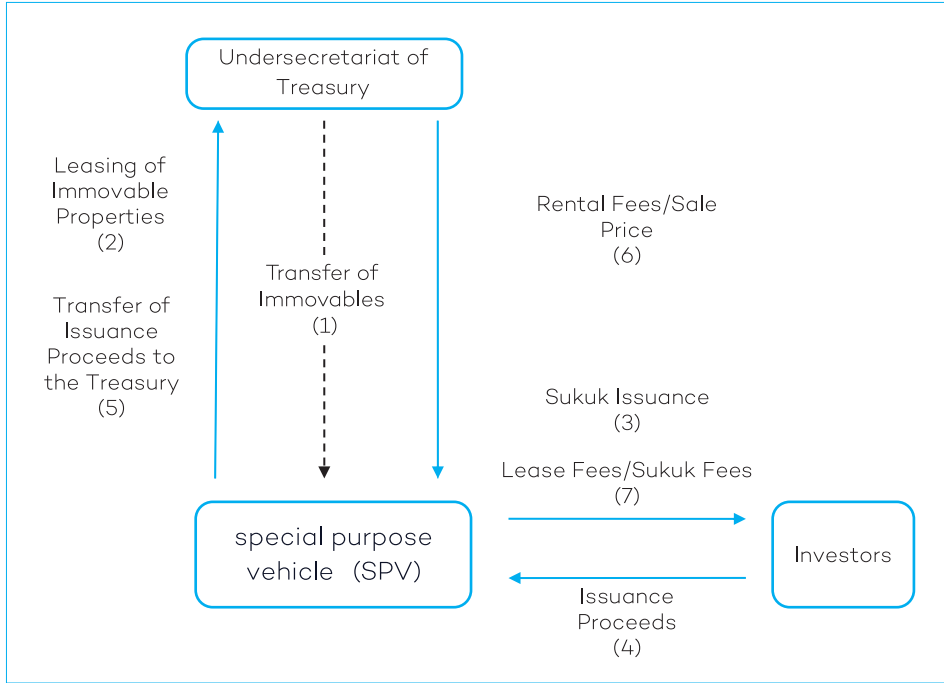 Undersecretariat of
Treasury
Leasing of
Immovable
Properties
(2)
Transfer of
Issuance
Proceeds to
the Treasury
(5)
Transfer of
Immovables
(1)
Rental Fees/Sale
Price
(6)
Sukuk Issuance
(3)
Lease Fees/Sukuk Fees
(7)
special purpose
vehicle (SPV)
Investors
Issuance
Proceeds
(4)